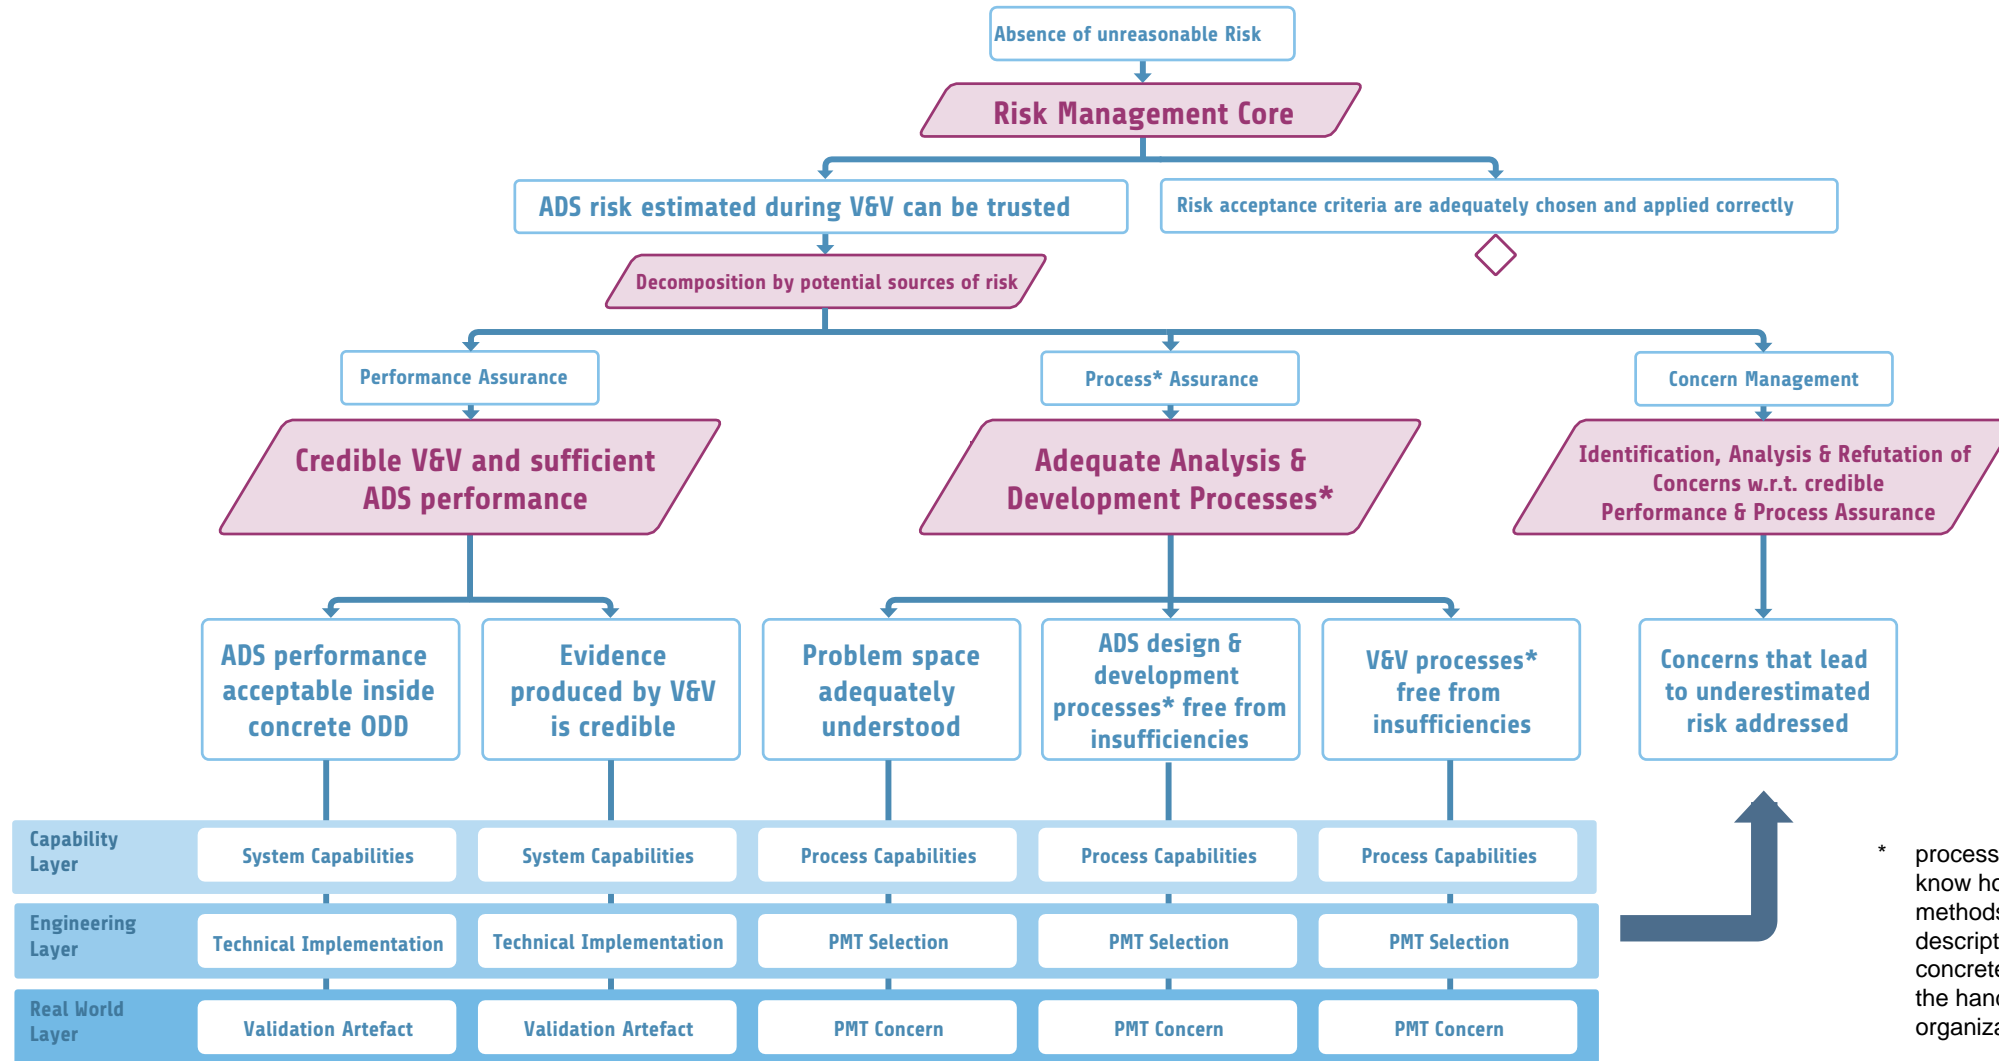 Absence of unreasonable Risk
Risk Management Core
ADS risk estimated during V&V can be trusted
Risk acceptance criteria are adequately chosen and applied correctly
Decomposition by potential sources of risk
Performance Assurance
Process* Assurance
Concern Management
Credible V&V and sufficient
ADS performance
Adequate Analysis &
Development Processes*
Identification, Analysis & Refutation of
Concerns w.r.t. credible
Performance & Process Assurance
ADS performance
acceptable inside
concrete ODD
Evidence
produced by V&V
is credible
Problem space
adequately
understood
ADS design &
development
processes* free from
insufficiencies
V&V processes*
free from
insufficiencies
Concerns that lead
to underestimated
risk addressed
Capability
Layer
System Capabilities
System Capabilities
Process Capabilities
Process Capabilities
Process Capabilities
Engineering
Layer
Technical Implementation
Technical Implementation
PMT Selection
PMT Selection
PMT Selection
Real World
Layer
Validation Artefact
Validation Artefact
PMT Concern
PMT Concern
PMT Concern
* process
know
methods
concrete
the